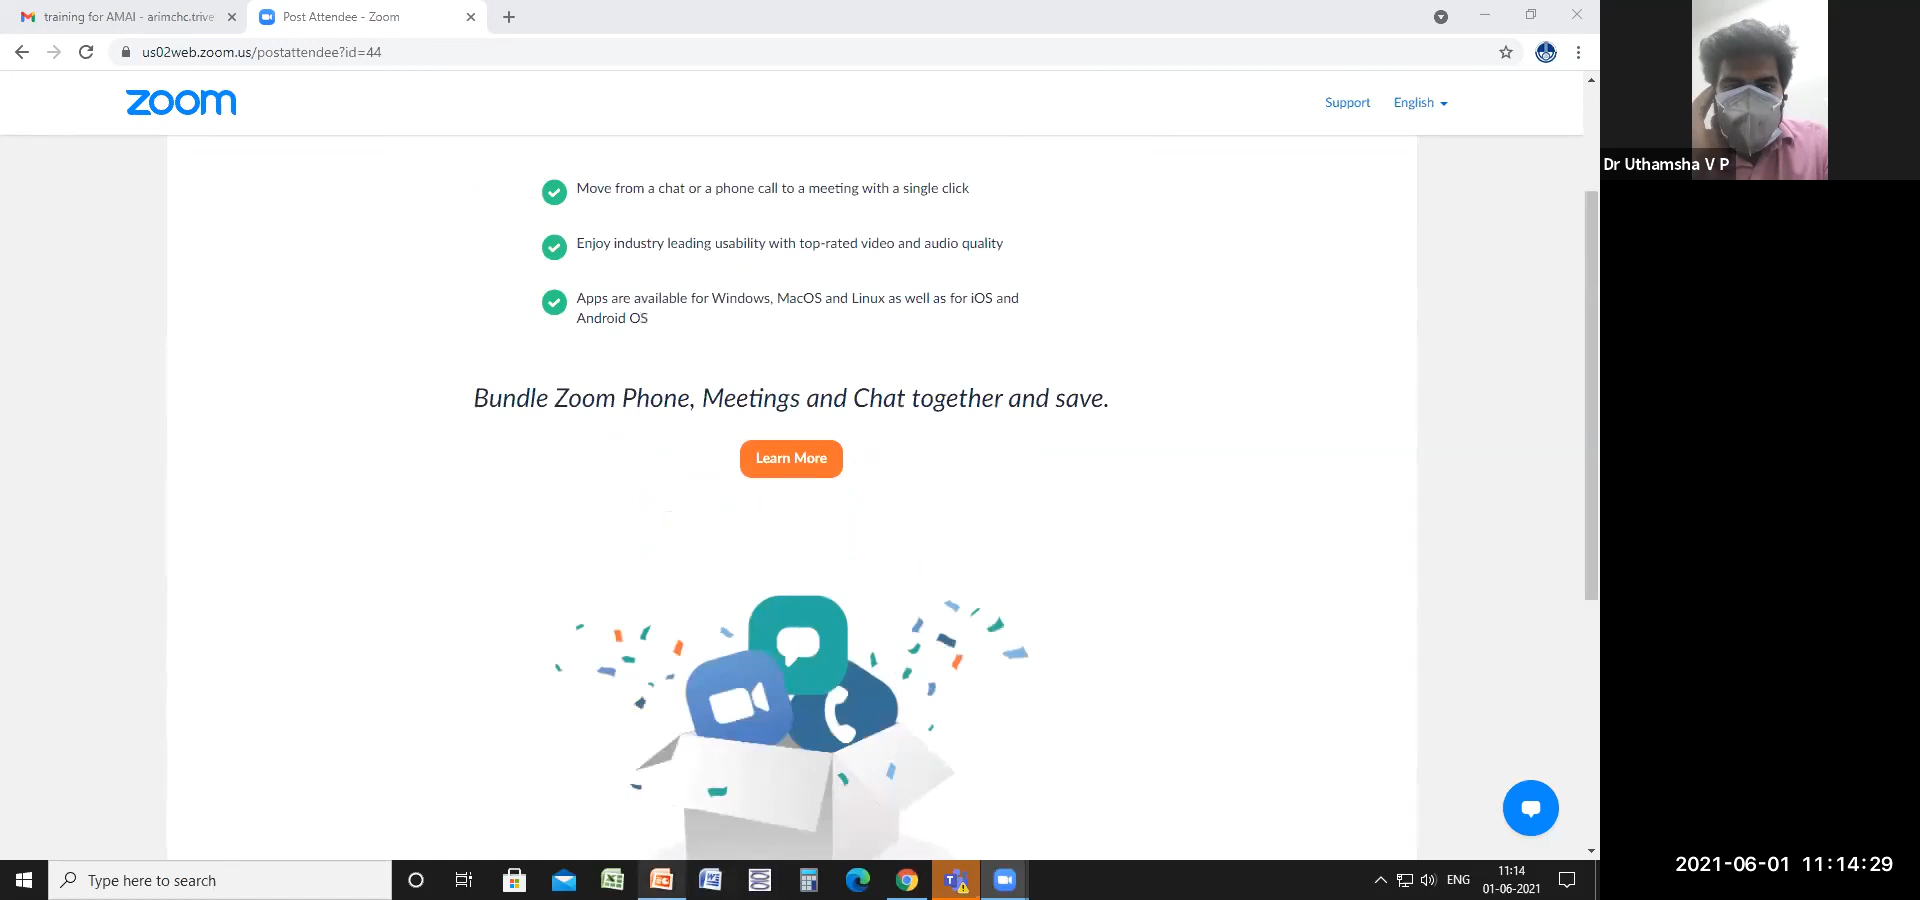 training for AMAI - arimchc.trive
Post Attendee - Zoom
us02web.zoom.us/postattendee?id=44
zoom
Support
English
Dr Uthamsha V P
Move from a chat or a phone call to a meeting with a single click
Enjoy industry leading usability with top-rated video and audio quality
Apps are available for Windows, MacOS and Linux as well as for iOS and
Android OS
Bundle Zoom Phone, Meetings and Chat together and save.
Learn More
2021-06-01 11:14:29
Type here to search
ENG
11:14
01-06-2021